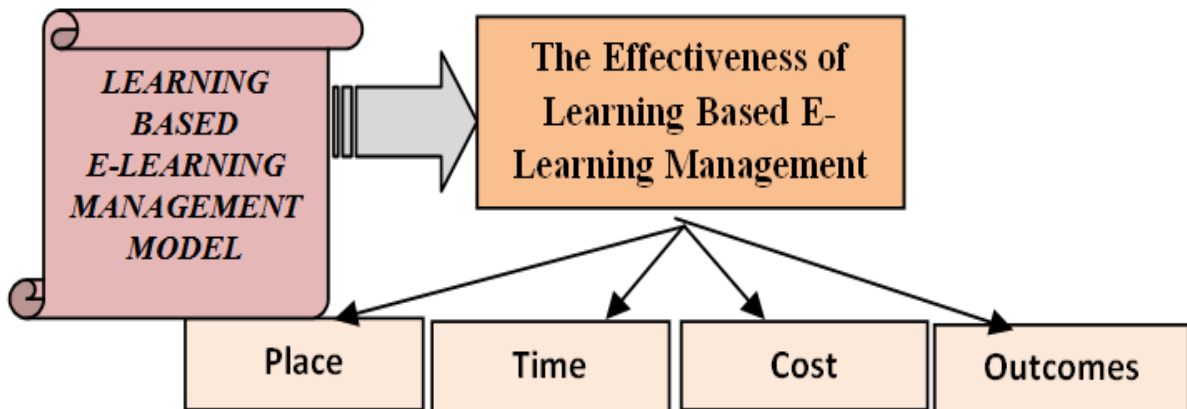 LEARNING
BASED
E-LEARNING
MANAGEMENT
MODEL
The Effectiveness of
Learning Based E-
Learning Management
Place
Time
Cost
Outcomes